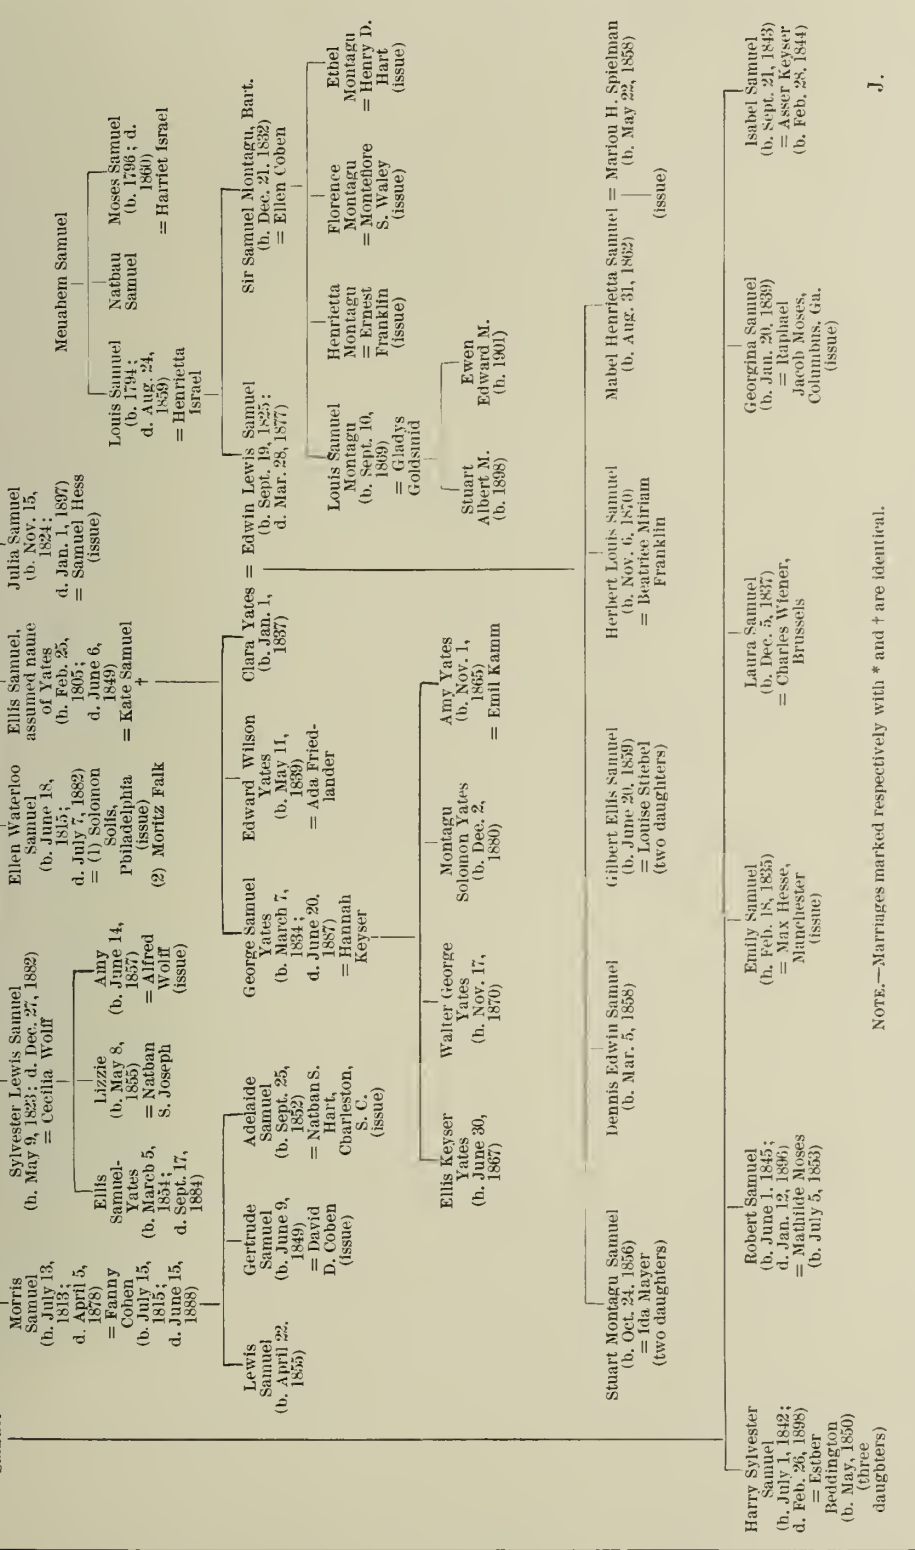 Morris
Samuel
(b. July 13,
1813;
d. April 5,
1878)
= Fanny
Cohen
(b. July 15,
1815;
d. June 15,
1888)
Sylvester Lewis Samuel
(b. May 9, 1823; d. Dec. 27, 1882)
= Cecilia Wolff
Ellis
Samuel-
Yates
(b. March 5,
1854;
d. Sept. 17,
1884)
Lizzie
(b. May 8,
1855)
= Nathan
S. Joseph
Amy
(b. June 14,
1857)
= Alfred
Wolff
(issue)
Ellen Waterloo
Samuel
(b. June 18,
1815;
d. July 7, 1882)
= (1) Solomon
Solis,
Philadelphia
(issue)
(2) Moritz Falk
Ellis Samuel,
assumed name
of Yates
(b. Feb. 25,
1805;
d. June 6,
1849)
= Kate Samuel
†
Julia Samuel
(b. Nov. 15,
1824;
d. Jan. 1, 1897)
= Samuel Hess
(issue)
Menahem Samuel
Louis Samuel
(b. 1794;
d. Aug. 24,
1859)
= Henrietta
Israel
Nathan
Samuel
Moses Samuel
(b. 1796; d.
1860)
= Harriet Israel
Lewis
Samuel
(b. April 22,
1855)
Gertrude
Samuel
(b. June 9,
1849)
= David
D. Cohen
(issue)
Adelaide
Samuel
(b. Sept. 25,
1852)
= Nathan S.
Hart,
Charleston,
S. C.
(issue)
George Samuel
Yates
(b. March 7,
1834;
d. June 20,
1887)
= Hannah
Keyser
Edward Wilson
Yates
(b. May 11,
1839)
= Ada Fried-
lander
Clara Yates = Edwin Lewis Samuel
(b. Jan. 1,
1837)
(b. Sept. 19, 1825;
d. Mar. 28, 1877)
Sir Samuel Montagu, Bart.
(b. Dec. 21, 1832)
= Ellen Cohen
Louis Samuel
Montagu
(b. Sept. 10,
1869)
= Gladys
Goldsmid
Henrietta
Montagu
= Ernest
Franklin
(issue)
Florence
Montagu
= Montefiore
S. Waley
(issue)
Ethel
Montagu
= Henry D.
Hart
(issue)
Ellis Keyser
Yates
(b. June 30,
1867)
Walter George
Yates
(b. Nov. 17,
1870)
Montagu
Solomon Yates
(b. Dec. 2,
1880)
Amy Yates
(b. Nov. 1,
1865)
= Emil Kamm
Stuart
Albert M.
(b. 1898)
Ewen
Edward M.
(b. 1901)
Stuart Montagu Samuel
(b. Oct. 24, 1856)
= Ida Mayer
(two daughters)
Dennis Edwin Samuel
(b. Mar. 5, 1858)
Gilbert Ellis Samuel
(b. June 20, 1859)
= Louise Stiebel
(two daughters)
Herbert Louis Samuel
(b. Nov. 6, 1870)
= Beatrice Miriam
Franklin
Mabel Henrietta Samuel = Marion H. Spielman
(b. Aug. 31, 1862)
(b. May 22, 1858)
(issue)
Harry Sylvester
Samuel
(b. July 1, 1842;
d. Feb. 26, 1898)
= Esther
Beddington
(b. May, 1850)
(three
daughters)
Robert Samuel
(b. June 1, 1845;
d. Jan. 12, 1896)
= Mathilde Moses
(b. July 5, 1853)
Emily Samuel
(b. Feb. 18, 1835)
= Max Hesse,
Manchester
(issue)
Laura Samuel
(b. Dec. 5, 1837)
= Charles Wiener,
Brussels
Georgina Samuel
(b. Jan. 20, 1839)
= Raphael
Jacob Moses,
Columbus, Ga.
(issue)
Isabel Samuel
(b. Sept. 21, 1843)
= Asser Keyser
(b. Feb. 28, 1844)
NOTE.—Marriages marked respectively with * and † are identical.
J.